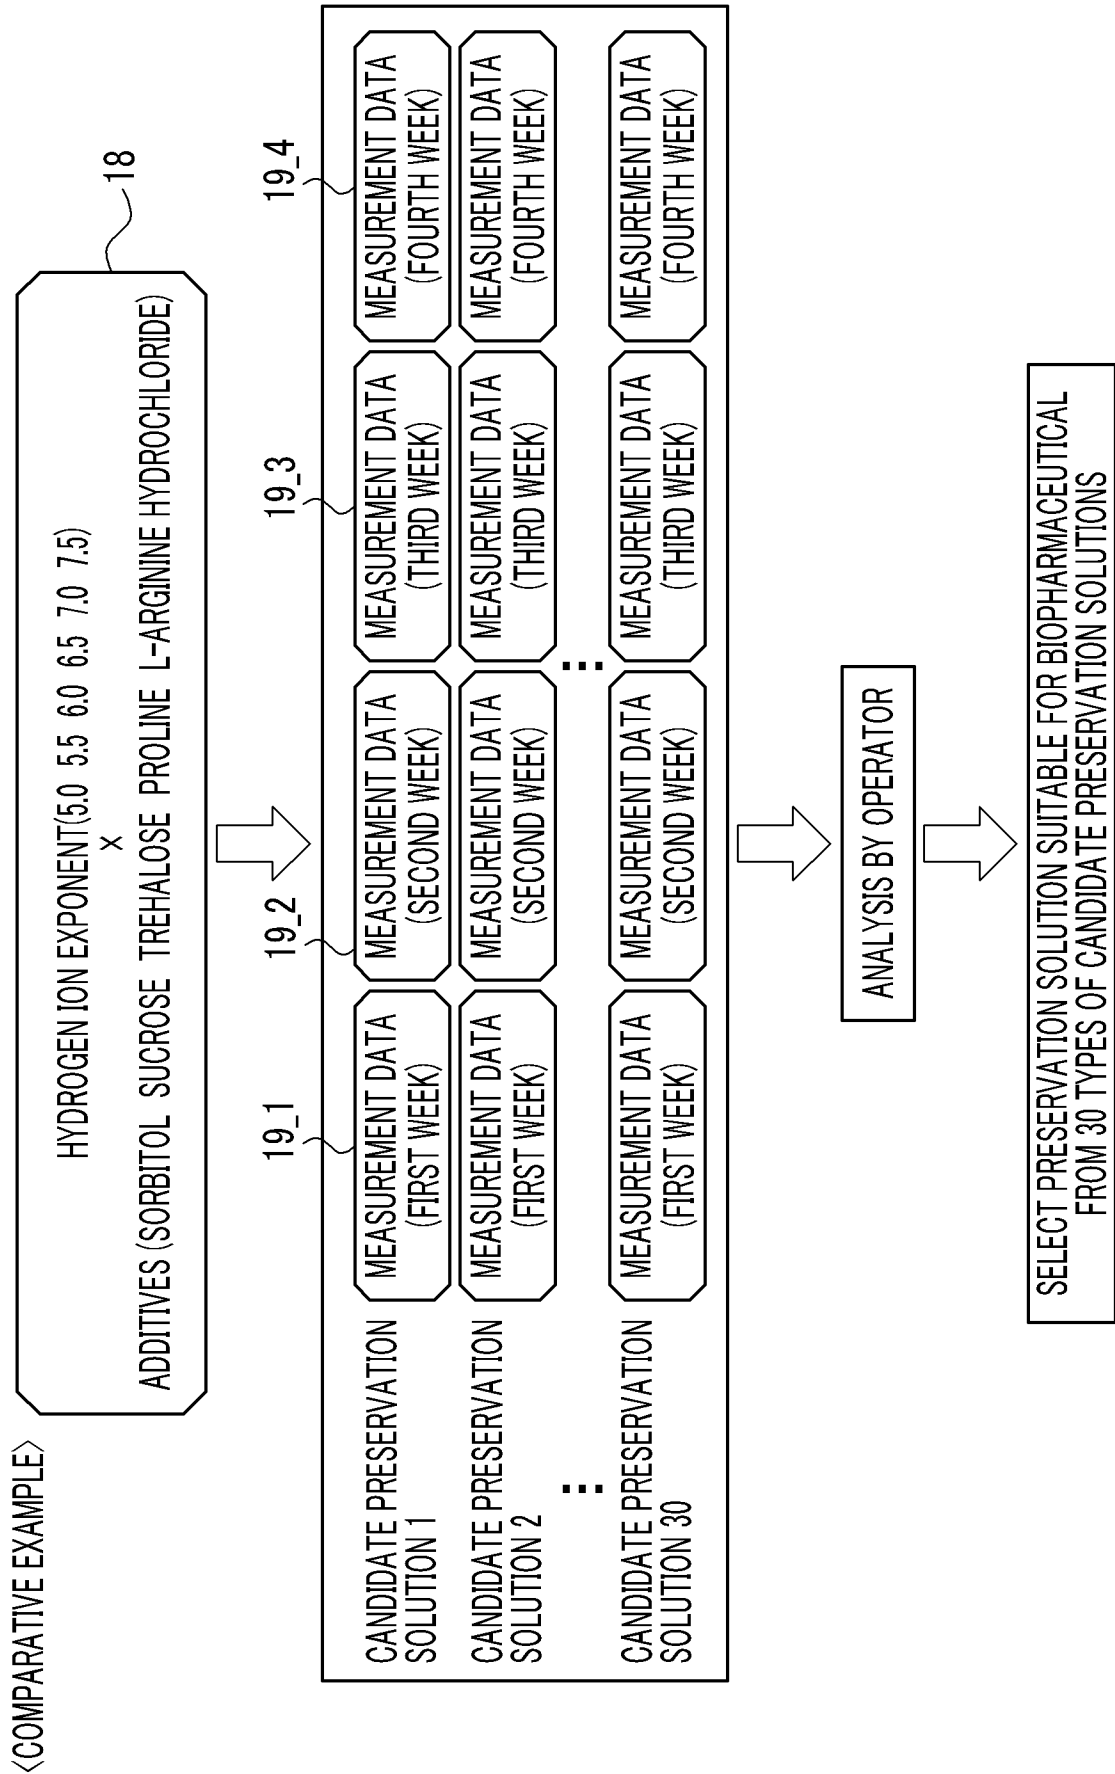 <COMPARATIVE EXAMPLE>
18
HYDROGEN ION EXPONENT(5.0 5.5 6.0 6.5 7.0 7.5)
X
ADDITIVES (SORBITOL SUCROSE TREHALOSE PROLINE L-ARGININE HYDROCHLORIDE)
19_1 19_2 19_3 19_4
CANDIDATE PRESERVATION
SOLUTION 1
MEASUREMENT DATA
(FIRST WEEK)
MEASUREMENT DATA
(SECOND WEEK)
MEASUREMENT DATA
(THIRD WEEK)
MEASUREMENT DATA
(FOURTH WEEK)
CANDIDATE PRESERVATION
SOLUTION 2
MEASUREMENT DATA
(FIRST WEEK)
MEASUREMENT DATA
(SECOND WEEK)
MEASUREMENT DATA
(THIRD WEEK)
MEASUREMENT DATA
(FOURTH WEEK)
... ...
CANDIDATE PRESERVATION
SOLUTION 30
MEASUREMENT DATA
(FIRST WEEK)
MEASUREMENT DATA
(SECOND WEEK)
MEASUREMENT DATA
(THIRD WEEK)
MEASUREMENT DATA
(FOURTH WEEK)
ANALYSIS BY OPERATOR
SELECT PRESERVATION SOLUTION SUITABLE FOR BIOPHARMACEUTICAL
FROM 30 TYPES OF CANDIDATE PRESERVATION SOLUTIONS